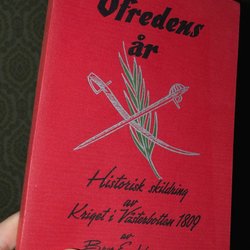 Ofredens
år
Historisk skildring
av
Kriget i Västerbotten 1809
av